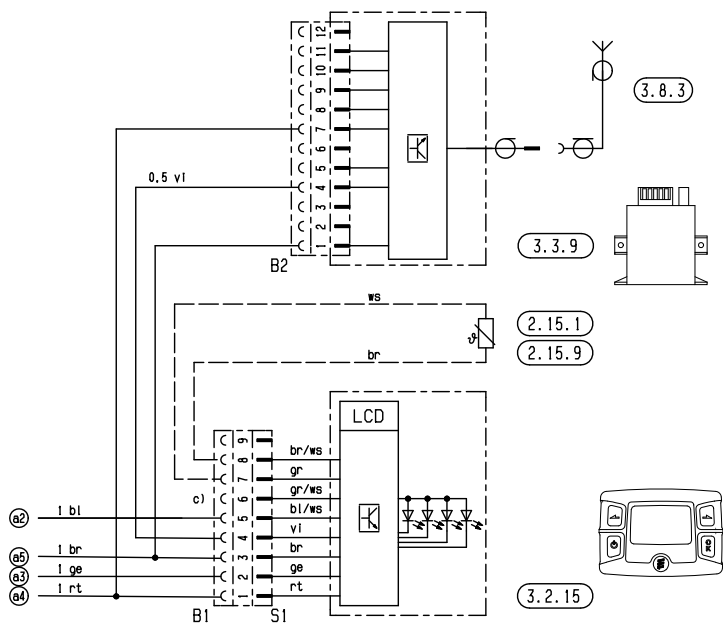 12
11
10
9
8
7
6
5
4
3
2
1
3.8.3
0,5 vi
3.3.9
B2
ws
2.15.1
2.15.9
br
LCD
9
8
7
6
5
4
3
2
1
br/ws
gr
c)
gr/ws
a2
1 bl
bl/ws
vi
a5
1 br
br
a3
1 ge
ge
a4
1 rt
rt
3.2.15
B1
S1
OK